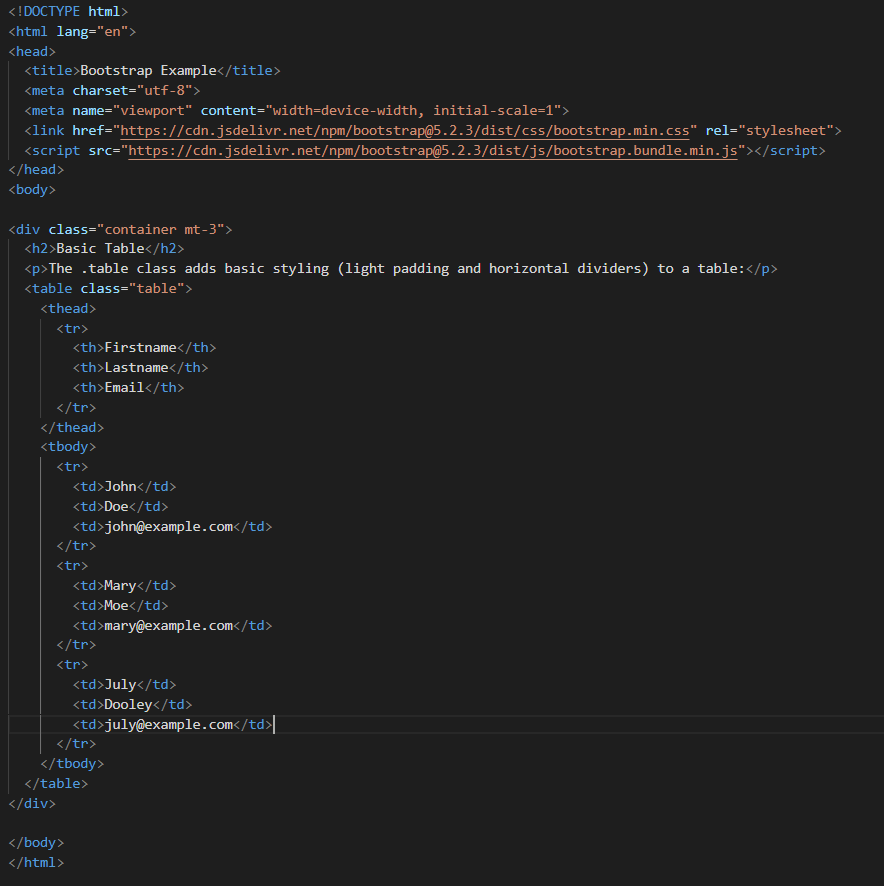 <!DOCTYPE html>
<html lang="en">
<head>
  <title>Bootstrap Example</title>
  <meta charset="utf-8">
  <meta name="viewport" content="width=device-width, initial-scale=1">
  <link href="https://cdn.jsdelivr.net/npm/bootstrap@5.2.3/dist/css/bootstrap.min.css" rel="stylesheet">
  <script src="https://cdn.jsdelivr.net/npm/bootstrap@5.2.3/dist/js/bootstrap.bundle.min.js"></script>
</head>
<body>

<div class="container mt-3">
  <h2>Basic Table</h2>
  <p>The .table class adds basic styling (light padding and horizontal dividers) to a table:</p>
  <table class="table">
    <thead>
      <tr>
        <th>Firstname</th>
        <th>Lastname</th>
        <th>Email</th>
      </tr>
    </thead>
    <tbody>
      <tr>
        <td>John</td>
        <td>Doe</td>
        <td>john@example.com</td>
      </tr>
      <tr>
        <td>Mary</td>
        <td>Moe</td>
        <td>mary@example.com</td>
      </tr>
      <tr>
        <td>July</td>
        <td>Dooley</td>
        <td>july@example.com</td>
      </tr>
    </tbody>
  </table>
</div>

</body>
</html>